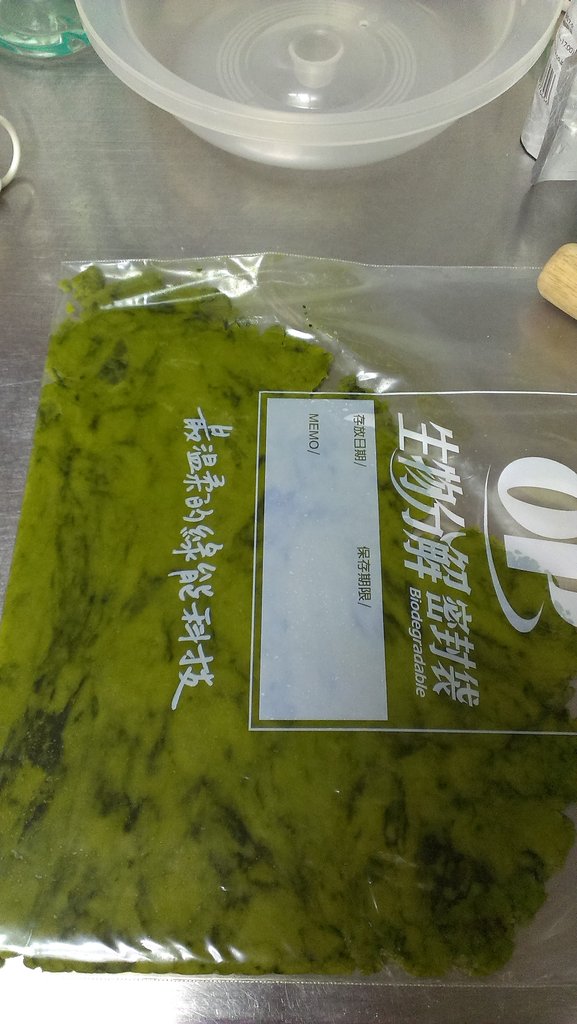 OP
生物分解 密封袋
Biodegradable
存放日期/
保存期限/
MEMO/
最溫柔的綠能科技